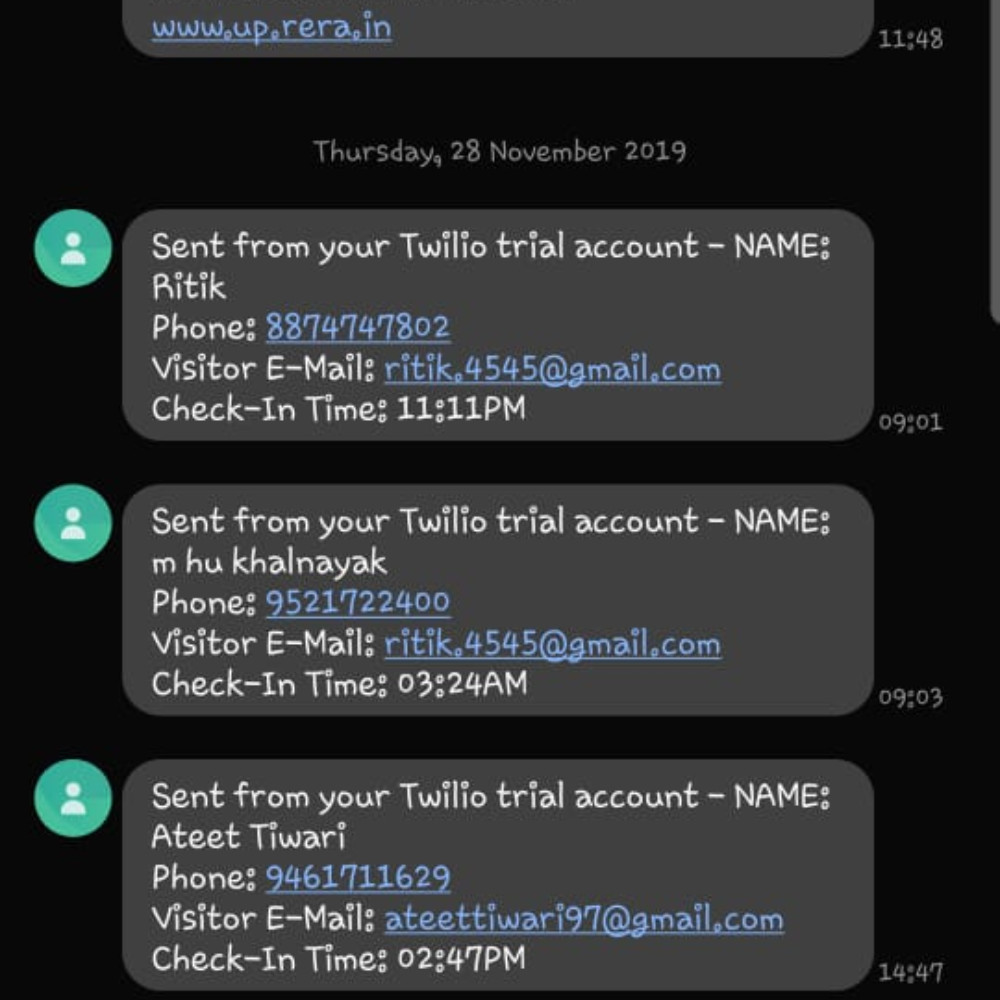 www.up.rera.in
11:48
Thursday, 28 November 2019
Sent from your Twilio trial account - NAME:
Ritik
Phone: 8874747802
Visitor E-Mail: ritik.4545@gmail.com
Check-In Time: 11:11PM
09:01
Sent from your Twilio trial account - NAME:
m hu khalnayak
Phone: 9521722400
Visitor E-Mail: ritik.4545@gmail.com
Check-In Time: 03:24AM
09:03
Sent from your Twilio trial account - NAME:
Ateet Tiwari
Phone: 9461711629
Visitor E-Mail: ateettiwari97@gmail.com
Check-In Time: 02:47PM
14:47